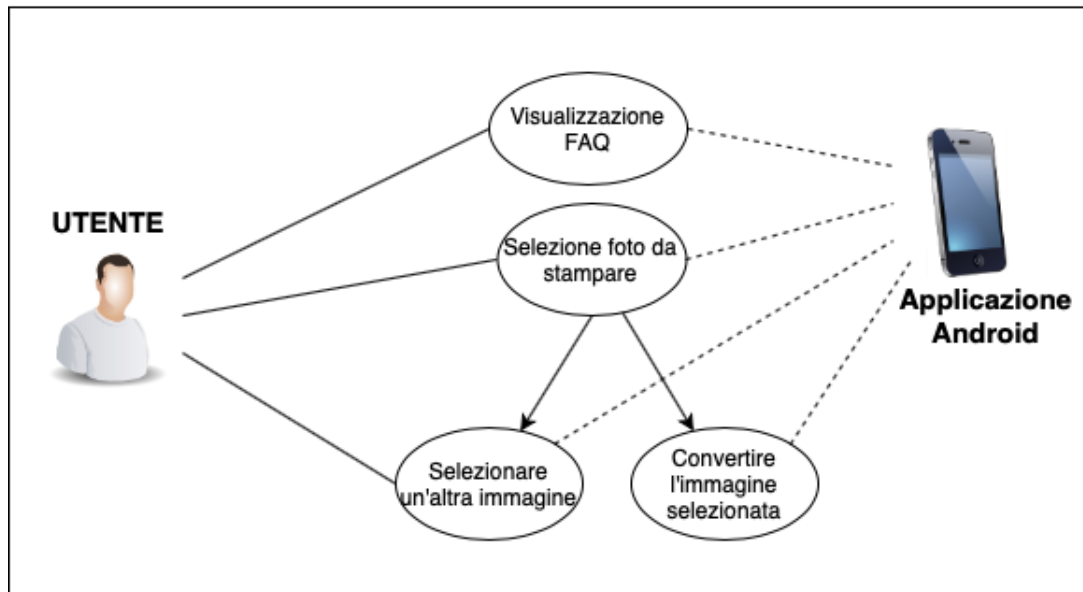 Visualizzazione
FAQ
UTENTE
Selezione foto da
stampare
Applicazione
Android
Selezionare
un'altra immagine
Convertire
l'immagine
selezionata